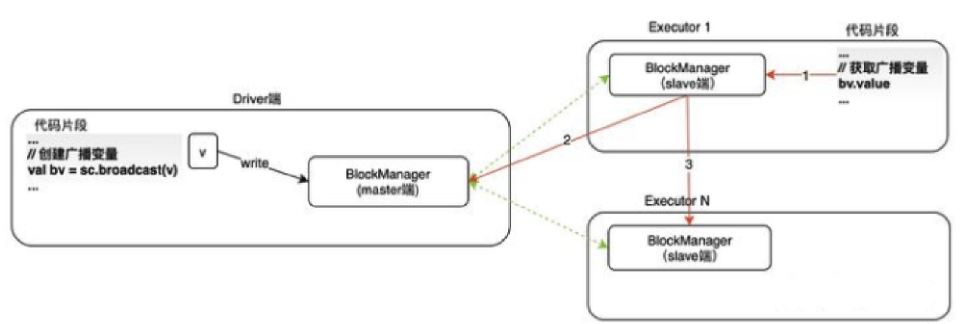 Driver端
代码片段
...
// 创建广播变量
val bv = sc.broadcast(v)
...
v
write
BlockManager
(master端)
Executor 1
BlockManager
(slave端)
1
代码片段
...
// 获取广播变量
bv.value
...
2
3
Executor N
BlockManager
(slave端)